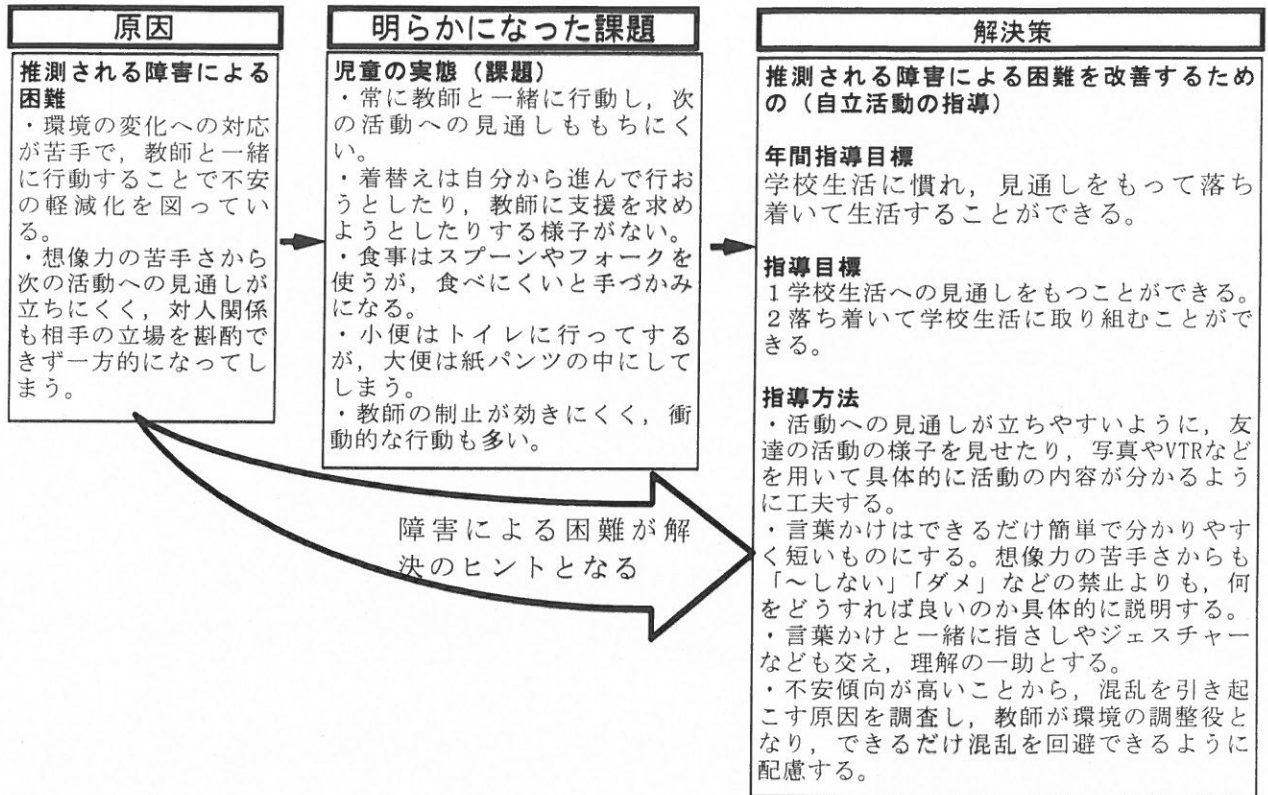 原因
推測される障害による
困難
・環境の変化への対応
が苦手で，教師と一緒
に行動することで不安
の軽減化を図ってい
る。
・想像力の苦手さから
次の活動への見通しが
立ちにくく，対人関係
も相手の立場を斟酌で
きず一方的になってし
まう。
明らかになった課題
児童の実態（課題）
・常に教師と一緒に行動し，次
の活動への見通しももちにく
い。
・着替えは自分から進んで行お
うとしたり，教師に支援を求め
ようとしたりする様子がない。
・食事はスプーンやフォークを
使うが，食べにくいと手づかみ
になる。
・小便はトイレに行ってする
が，大便は紙パンツの中にして
しまう。
・教師の制止が効きにくく，衝
動的な行動も多い。
障害による困難が解
決のヒントとなる
解決策
推測される障害による困難を改善するため
の（自立活動の指導）
年間指導目標
学校生活に慣れ，見通しをもって落ち
着いて生活することができる。
指導目標
1学校生活への見通しをもつことができる。
2落ち着いて学校生活に取り組むことがで
きる。
指導方法
・活動への見通しが立ちやすいように，友
達の活動の様子を見せたり，写真やVTRなど
を用いて具体的に活動の内容が分かるよう
に工夫する。
・言葉かけはできるだけ簡単で分かりやす
く短いものにする。想像力の苦手さからも
「～しない」「ダメ」などの禁止よりも，何
をどうすれば良いのか具体的に説明する。
・言葉かけと一緒に指さしやジェスチャー
なども交え，理解の一助とする。
・不安傾向が高いことから，混乱を引き起
こす原因を調査し，教師が環境の調整役と
なり，できるだけ混乱を回避できるように
配慮する。